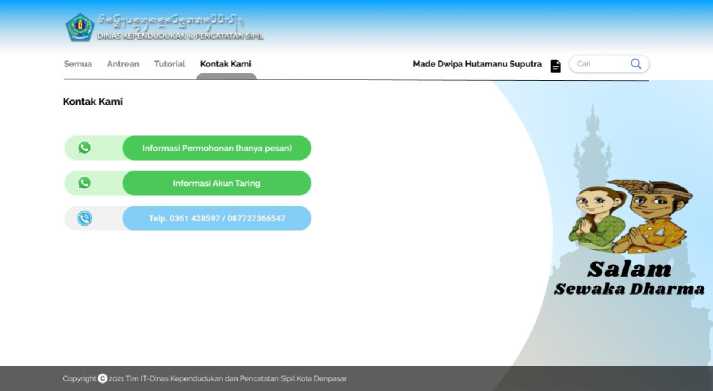 DINAS KEPENDUDUKAN & PENCATATAN SIPIL
Semua Antrean Tutorial Kontak Kami Made Dwipa Hutamanu Suputra Cari
Kontak Kami
Informasi Permohonan (hanya pesan)
Informasi Akun Taring
Telp. 0361 428597 / 087727366547
Salam
Sewaka Dharma
Copyright C 2021 Tim IT-Dinas Kependudukan dan Pencatatan Sipil Kota Denpasar